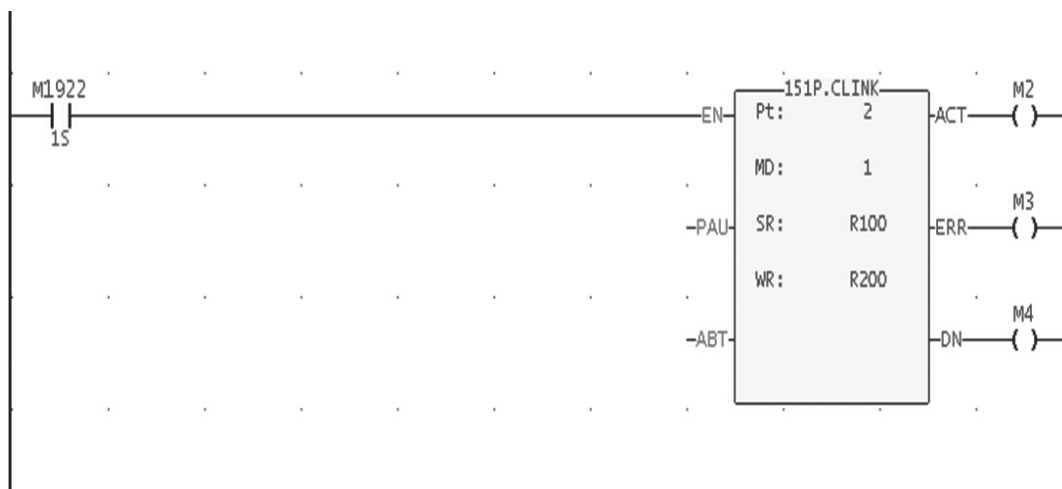 M1922
1S
151P.CLINK
EN
Pt: 2
ACT
M2
MD: 1
PAU
SR: R100
ERR
M3
WR: R200
ABT
DN
M4